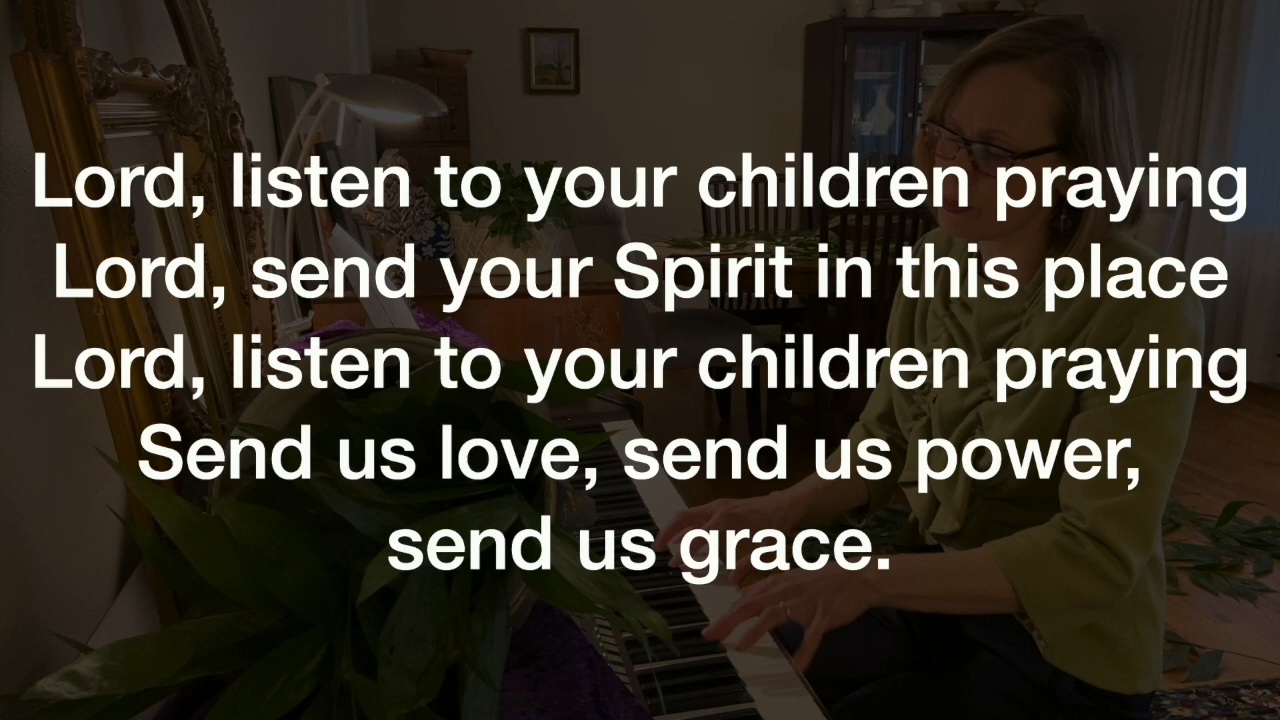 Lord, listen to your children praying
Lord, send your Spirit in this place
Lord, listen to your children praying
Send us love, send us power,
send us grace.